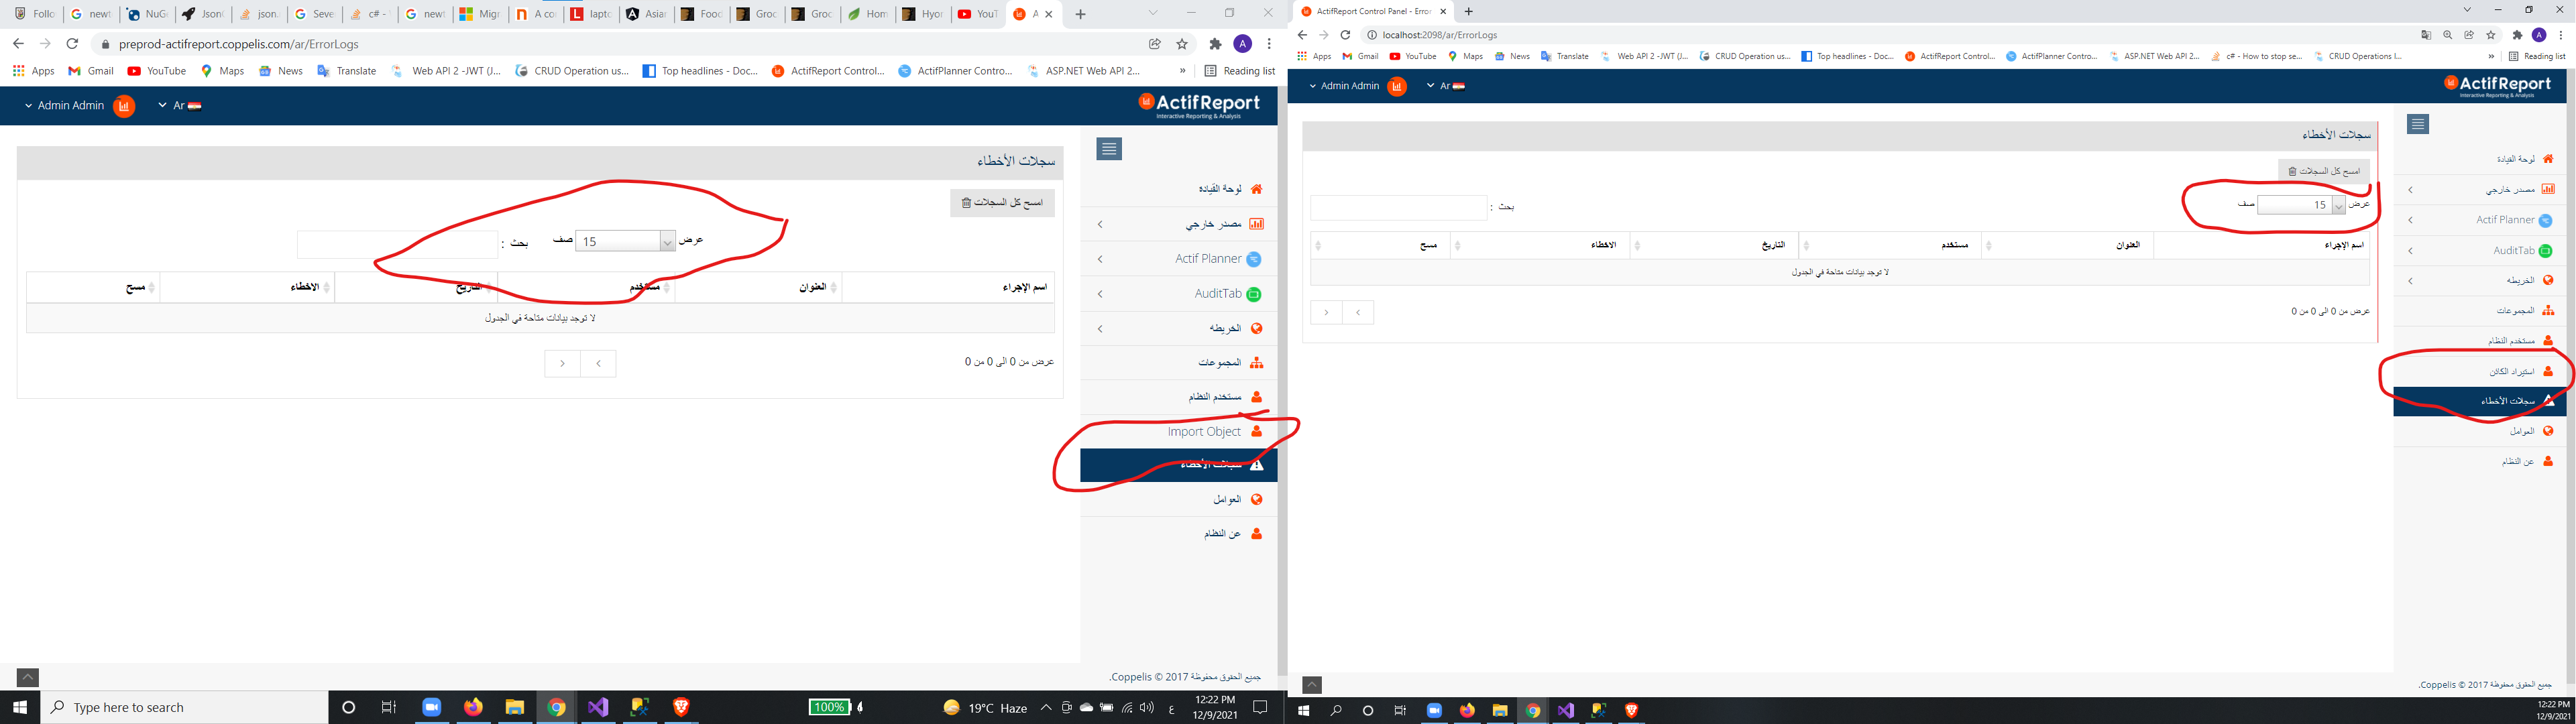 Follo
newt
NuGe
Json
json.
Seve
c# -
newt
Migr
A co
lapto
Asiar
Food
Groc
Groc
Hom
Hyor
YouT
A
preprod-actifreport.coppelis.com/ar/ErrorLogs
A
Apps
Gmail
YouTube
Maps
News
Translate
Web API 2 -JWT (J...
CRUD Operation us...
Top headlines - Doc...
ActifReport Control...
ActifPlanner Contro...
ASP.NET Web API 2...
»
Reading list
Admin Admin
Ar
ActifReport
Interactive Reporting & Analysis
سجلات الأخطاء
امسح كل السجلات
عرض 15 صف
بحث :
اسم الإجراء
العنوان
مستخدم
التاريخ
الاخطاء
مسح
لا توجد بيانات متاحة في الجدول
عرض من 0 الى 0 من 0
لوحة القيادة
مصدر خارجي
Actif Planner
AuditTab
الخريطه
المجموعات
مستخدم النظام
Import Object
سجلات الأخطاء
العوامل
عن النظام
جميع الحقوق محفوظة Coppelis © 2017.
Type here to search
100%
19°C Haze
ع
12:22 PM
12/9/2021
ActifReport Control Panel - Error
localhost:2098/ar/ErrorLogs
A
Apps
Gmail
YouTube
Maps
News
Translate
Web API 2 -JWT (J...
CRUD Operation us...
Top headlines - Doc...
ActifReport Control...
ActifPlanner Contro...
ASP.NET Web API 2...
c# - How to stop se...
CRUD Operations I...
»
Reading list
Admin Admin
Ar
ActifReport
Interactive Reporting & Analysis
سجلات الأخطاء
امسح كل السجلات
عرض 15 صف
بحث :
اسم الإجراء
العنوان
مستخدم
التاريخ
الاخطاء
مسح
لا توجد بيانات متاحة في الجدول
عرض من 0 الى 0 من 0
لوحة القيادة
مصدر خارجي
Actif Planner
AuditTab
الخريطه
المجموعات
مستخدم النظام
استيراد الكائن
سجلات الأخطاء
العوامل
عن النظام
جميع الحقوق محفوظة Coppelis © 2017.
12:22 PM
12/9/2021